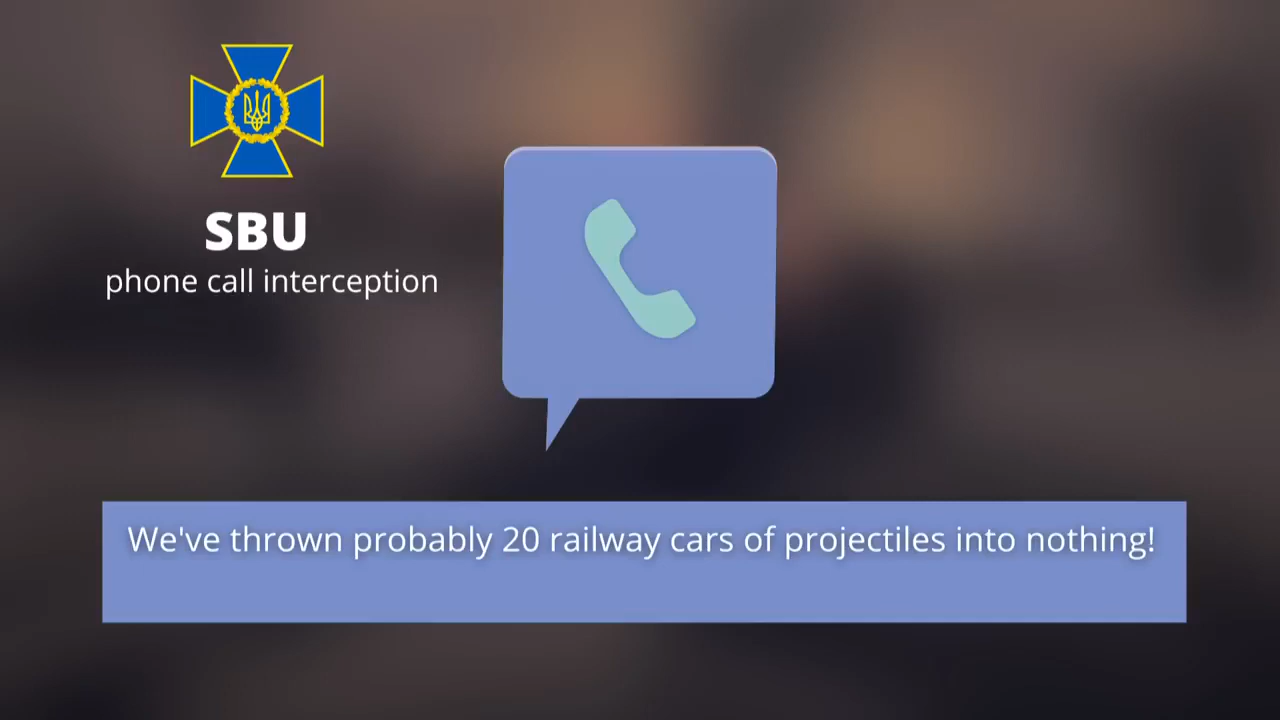 SBU
phone call interception
We've thrown probably 20 railway cars of projectiles into nothing!